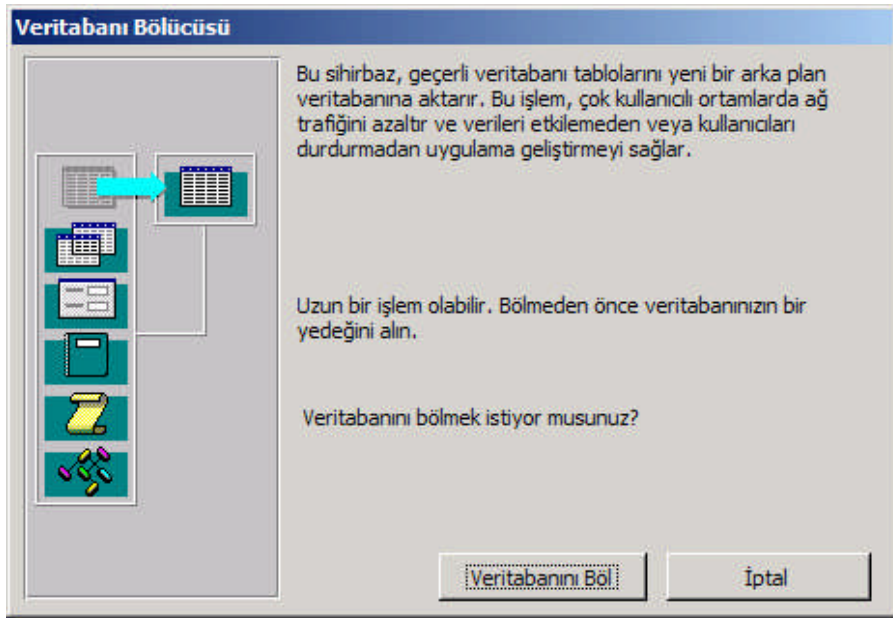 Veritabanı Bölücüsü
Bu sihirbaz, geçerli veritabanı tablolarını yeni bir arka plan
veritabanına aktarır. Bu işlem, çok kullanıcılı ortamlarda ağ
trafiğini azaltır ve verileri etkilemeden veya kullanıcıları
durdurmadan uygulama geliştirmeyi sağlar.
Uzun bir işlem olabilir. Bölmeden önce veritabanınızın bir
yedeğini alın.
Veritabanını bölmek istiyor musunuz?
Veritabanını Böl
İptal